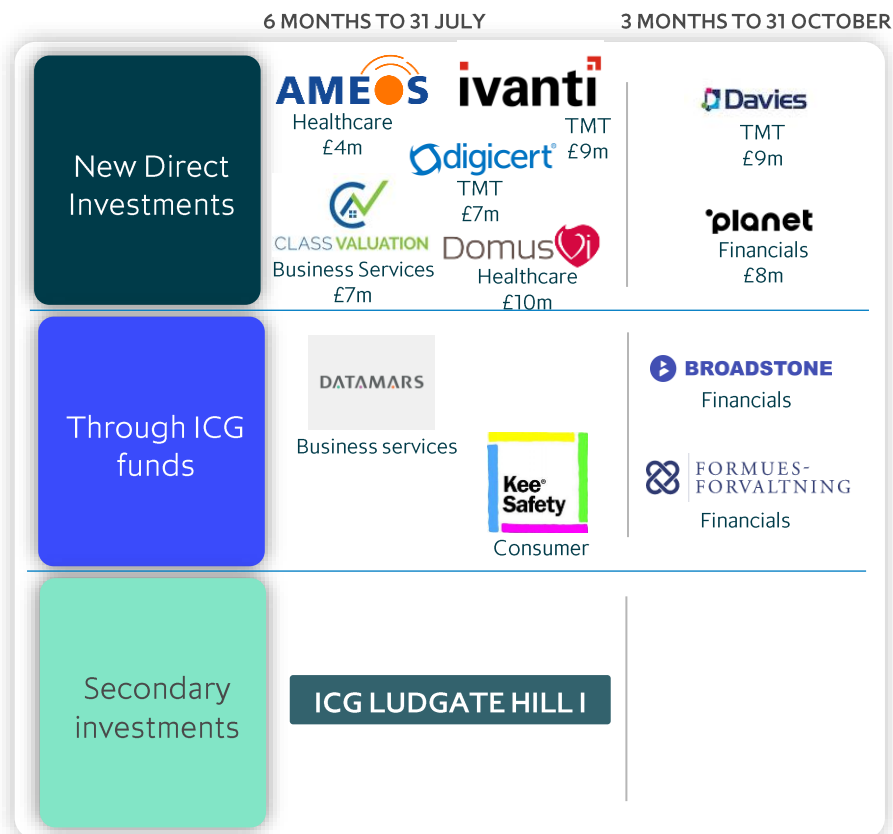 6 MONTHS TO 31 JULY
3 MONTHS TO 31 OCTOBER
New Direct
Investments
AMEOS
Healthcare
£4m
ivanti
TMT
£9m
digicert®
TMT
£7m
CLASS VALUATION
Business Services
£7m
DomusVi
Healthcare
£10m
Davies
TMT
£9m
planet
Financials
£8m
Through ICG
funds
DATAMARS
Business services
Kee®
Safety
Consumer
BROADSTONE
Financials
FORMUES-
FORVALTNING
Financials
Secondary
investments
ICG LUDGATE HILL I